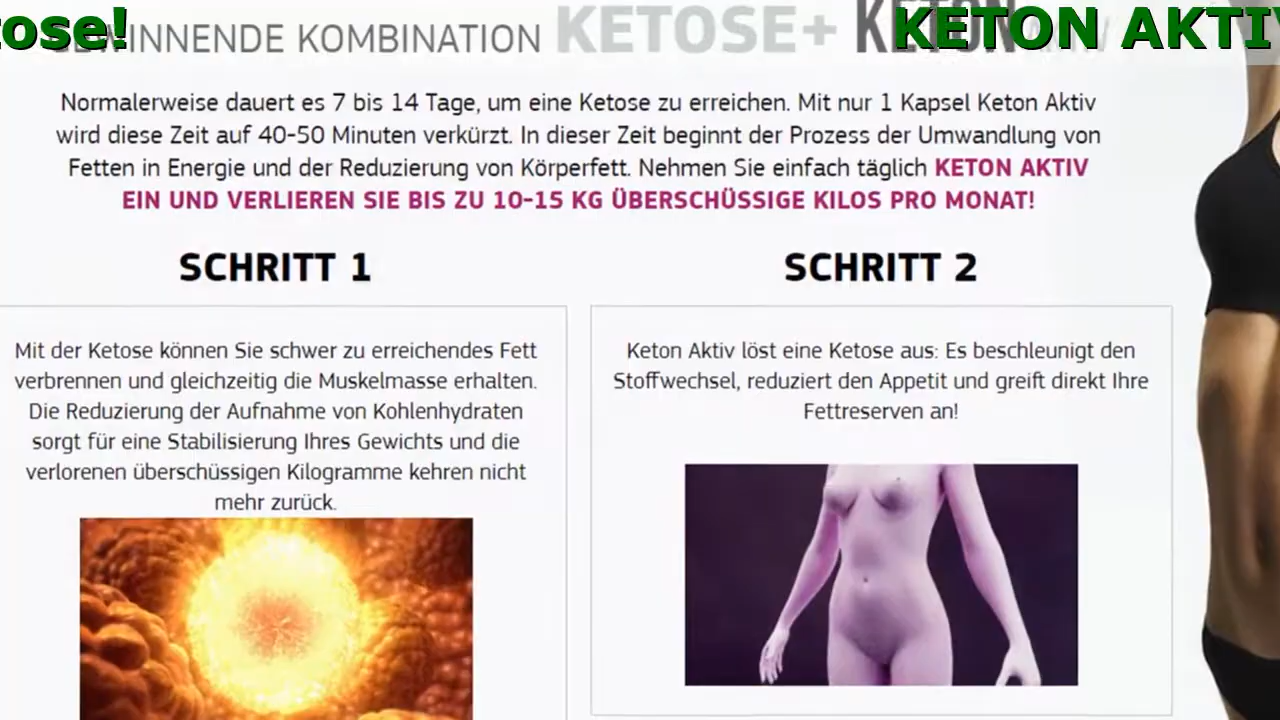 ose!
WINNENDE KOMBINATION KETOSE+ KETON
KETON AKTIV
Normalerweise dauert es 7 bis 14 Tage, um eine Ketose zu erreichen. Mit nur 1 Kapsel Keton Aktiv
wird diese Zeit auf 40-50 Minuten verkürzt. In dieser Zeit beginnt der Prozess der Umwandlung von
Fetten in Energie und der Reduzierung von Körperfett. Nehmen Sie einfach täglich KETON AKTIV
EIN UND VERLIEREN SIE BIS ZU 10-15 KG ÜBERSCHÜSSIGE KILOS PRO MONAT!
SCHRITT 1
Mit der Ketose können Sie schwer zu erreichendes Fett
verbrennen und gleichzeitig die Muskelmasse erhalten.
Die Reduzierung der Aufnahme von Kohlenhydraten
sorgt für eine Stabilisierung Ihres Gewichts und die
verlorenen überschüssigen Kilogramme kehren nicht
mehr zurück.
SCHRITT 2
Keton Aktiv löst eine Ketose aus: Es beschleunigt den
Stoffwechsel, reduziert den Appetit und greift direkt Ihre
Fettreserven an!